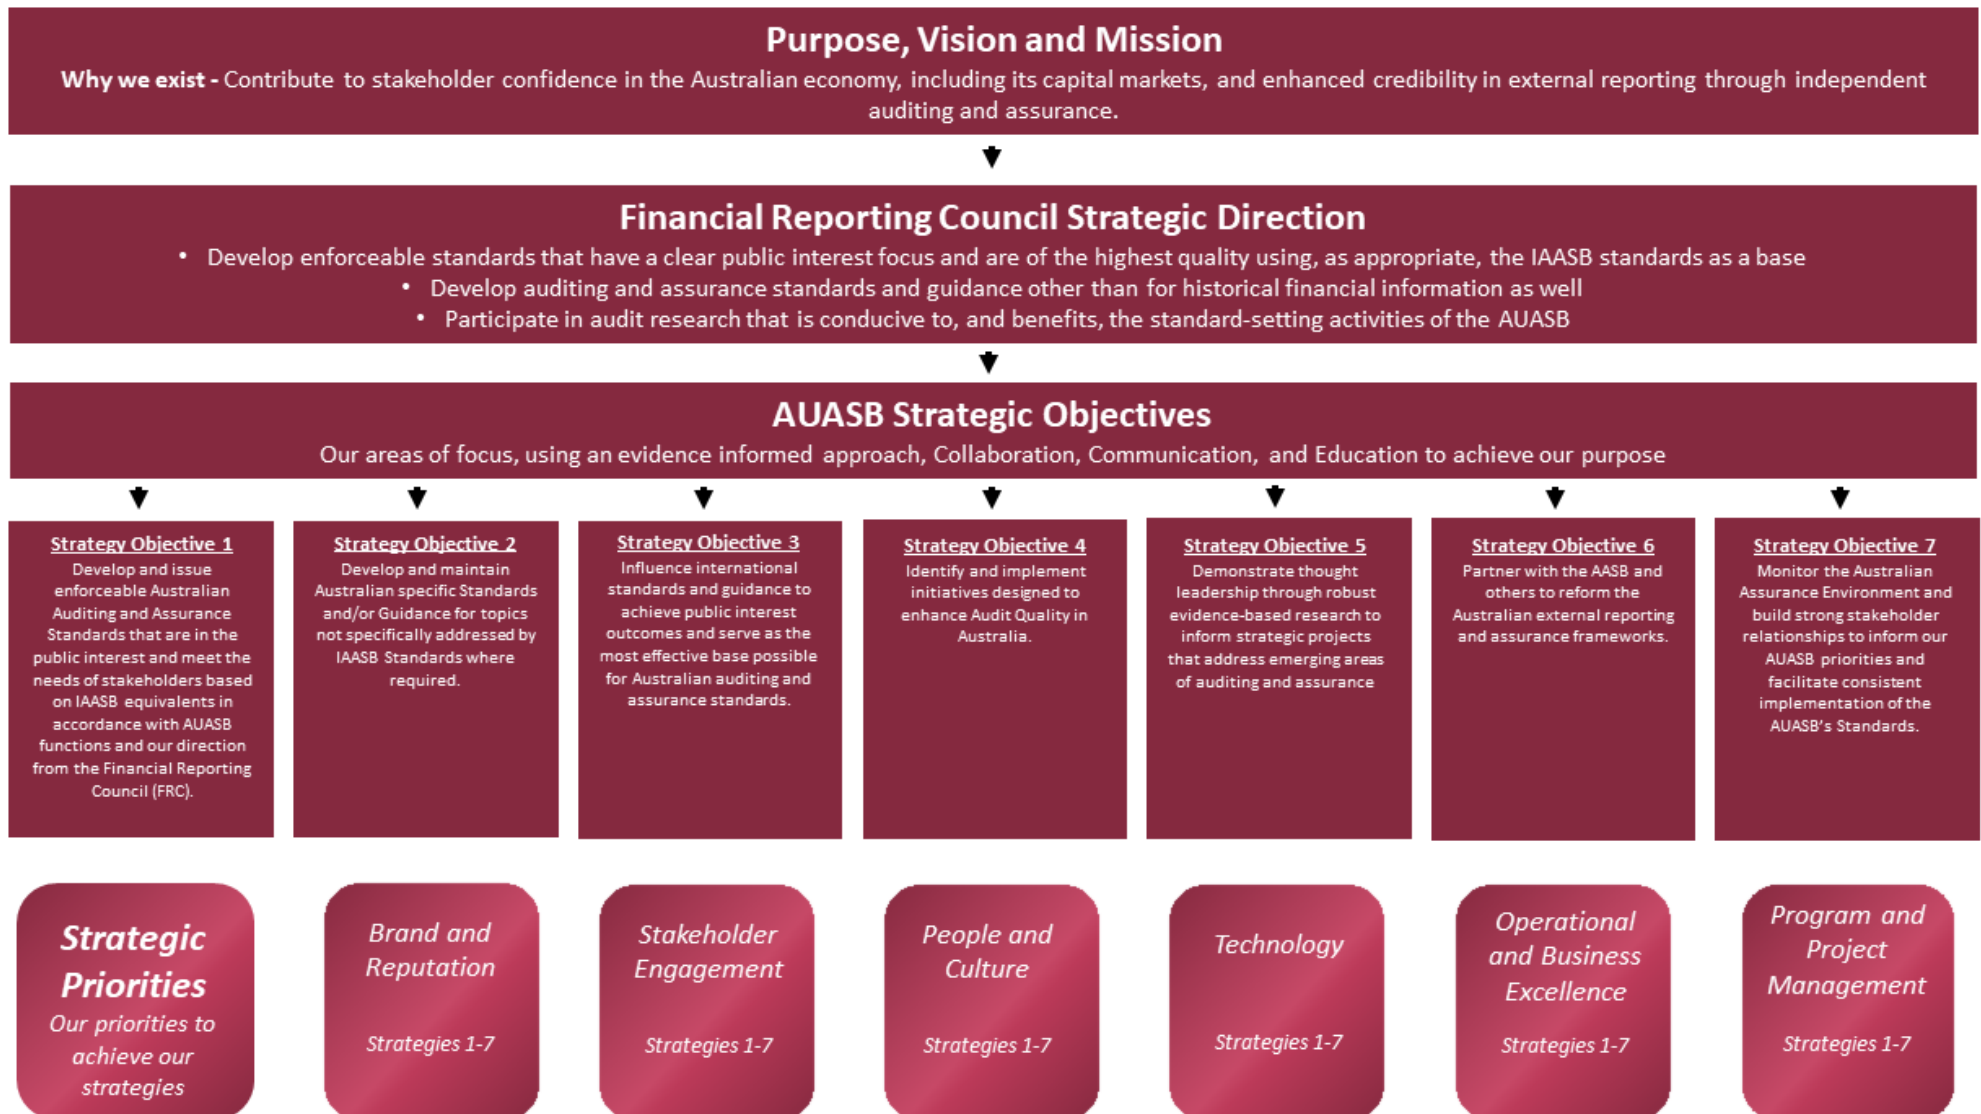 Purpose, Vision and Mission
Why we exist - Contribute to stakeholder confidence in the Australian economy, including its capital markets, and enhanced credibility in external reporting through independent
auditing and assurance.
Financial Reporting Council Strategic Direction
• Develop enforceable standards that have a clear public interest focus and are of the highest quality using, as appropriate, the IAASB standards as a base
• Develop auditing and assurance standards and guidance other than for historical financial information as well
• Participate in audit research that is conducive to, and benefits, the standard-setting activities of the AUASB
AUASB Strategic Objectives
Our areas of focus, using an evidence informed approach, Collaboration, Communication, and Education to achieve our purpose
Strategy Objective 1
Develop and issue
enforceable Australian
Auditing and Assurance
Standards that are in the
public interest and meet the
needs of stakeholders based
on IAASB equivalents in
accordance with AUASB
functions and our direction
from the Financial Reporting
Council (FRC).
Strategy Objective 2
Develop and maintain
Australian specific Standards
and/or Guidance for topics
not specifically addressed by
IAASB Standards where
required.
Strategy Objective 3
Influence international
standards and guidance to
achieve public interest
outcomes and serve as the
most effective base possible
for Australian auditing and
assurance standards.
Strategy Objective 4
Identify and implement
initiatives designed to
enhance Audit Quality in
Australia.
Strategy Objective 5
Demonstrate thought
leadership through robust
evidence-based research to
inform strategic projects
that address emerging areas
of auditing and assurance
Strategy Objective 6
Partner with the AASB and
others to reform the
Australian external reporting
and assurance frameworks.
Strategy Objective 7
Monitor the Australian
Assurance Environment and
build strong stakeholder
relationships to inform our
AUASB priorities and
facilitate consistent
implementation of the
AUASB's Standards.
Strategic
Priorities
Our priorities to
achieve our
strategies
Brand and
Reputation
Strategies 1-7
Stakeholder
Engagement
Strategies 1-7
People and
Culture
Strategies 1-7
Technology
Strategies 1-7
Operational
and Business
Excellence
Strategies 1-7
Program and
Project
Management
Strategies 1-7